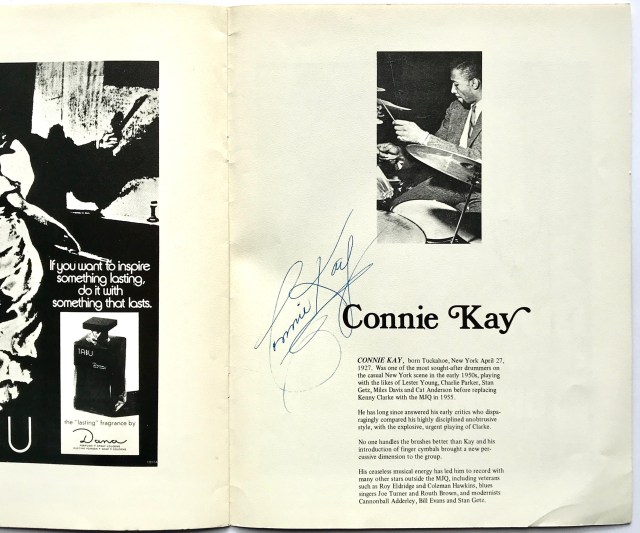 If you want to inspire
something lasting,
do it with
something that lasts.
TABU
the "lasting" fragrance by
Dana
U
Connie Kay
Connie Kay
CONNIE KAY, born Tuckahoe, New York April 27,
1927. Was one of the most sought-after drummers on
the casual New York scene in the early 1950s, playing
with the likes of Lester Young, Charlie Parker, Stan
Getz, Miles Davis and Cat Anderson before replacing
Kenny Clarke with the MJQ in 1955.
He has long since answered his early critics who dispa-
ragingly compared his highly disciplined unobtrusive
style, with the explosive, urgent playing of Clarke.
No one handles the brushes better than Kay and his
introduction of finger cymbals brought a new per-
cussive dimension to the group.
His ceaseless musical energy has led him to record with
many other stars outside the MJQ, including veterans
such as Roy Eldridge and Coleman Hawkins, blues
singers Joe Turner and Routh Brown, and modernists
Cannonball Adderley, Bill Evans and Stan Getz.